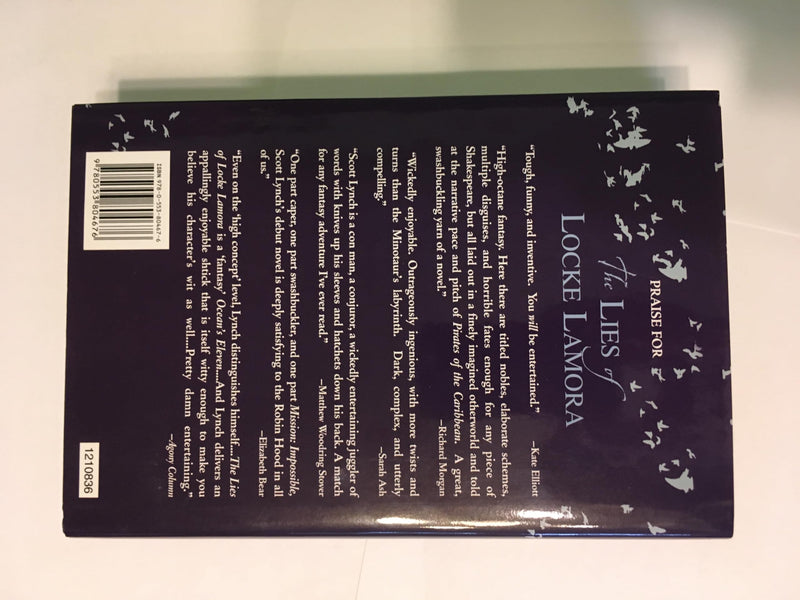 PRAISE FOR
The LIES of
LOCKE LAMORA
"Tough, funny, and inventive. You will be entertained."
—Kate Elliott
"High-octane fantasy. Here there are titled nobles, elaborate schemes,
multiple disguises, and horrible fates enough for any piece of
Shakespeare, but all laid out in a finely imagined otherworld and told
at the narrative pace and pitch of Pirates of the Caribbean. A great,
swashbuckling yarn of a novel."
—Richard Morgan
"Wickedly enjoyable. Outrageously ingenious, with more twists and
turns than the Minotaur's labyrinth. Dark, complex, and utterly
compelling."
—Sarah Ash
"Scott Lynch is a con man, a conjuror, a wickedly entertaining juggler of
words with knives up his sleeves and hatchets down his back. A match
for any fantasy adventure I've ever read."
—Matthew Woodring Stover
"One part caper, one part swashbuckler, and one part Mission: Impossible,
Scott Lynch's debut novel is deeply satisfying to the Robin Hood in all
of us."
—Elizabeth Bear
"Even on the 'high concept' level, Lynch distinguishes himself....The Lies
of Locke Lamora is a 'fantasy' Ocean's Eleven....And Lynch delivers an
appallingly enjoyable shtick that is itself witty enough to make you
believe his character's wit as well....Pretty damn entertaining."
—Agony Column
ISBN 978-0-553-80467-6
9 780553 804676
1210836